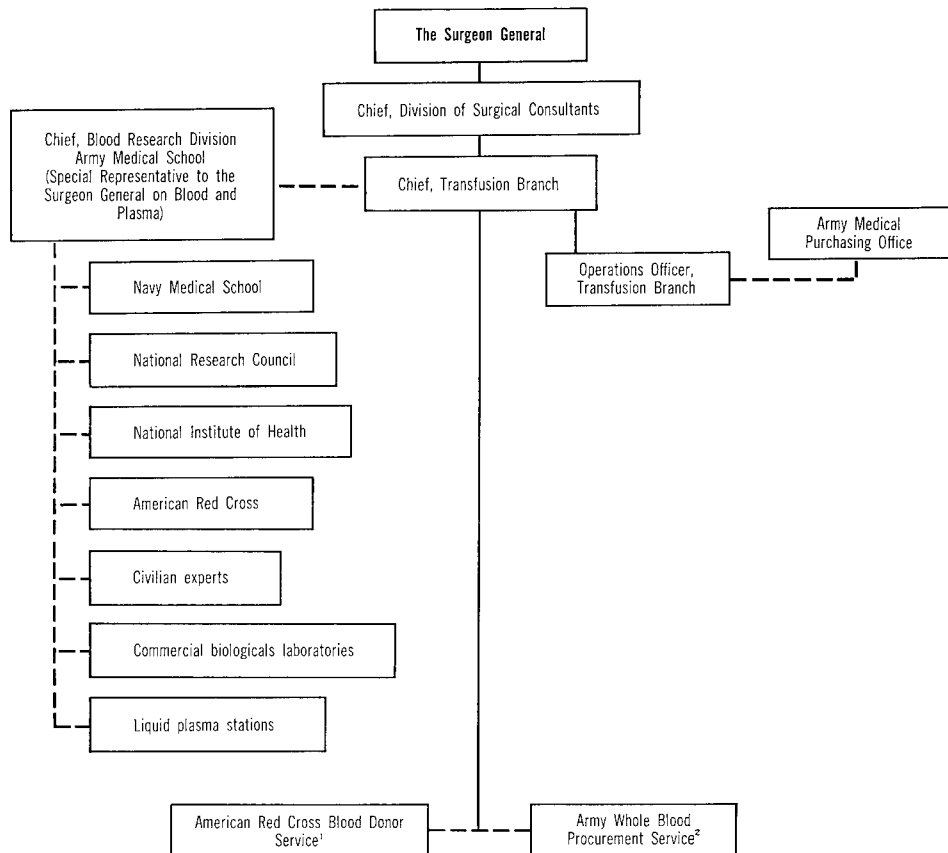 The Surgeon General
Chief, Division of Surgical Consultants
Chief, Blood Research Division
Army Medical School
(Special Representative to the
Surgeon General on Blood and
Plasma)
Chief, Transfusion Branch
Army Medical
Purchasing Office
Operations Officer,
Transfusion Branch
Navy Medical School
National Research Council
National Institute of Health
American Red Cross
Civilian experts
Commercial biologicals laboratories
Liquid plasma stations
American Red Cross Blood Donor
Service¹
Army Whole Blood
Procurement Service²